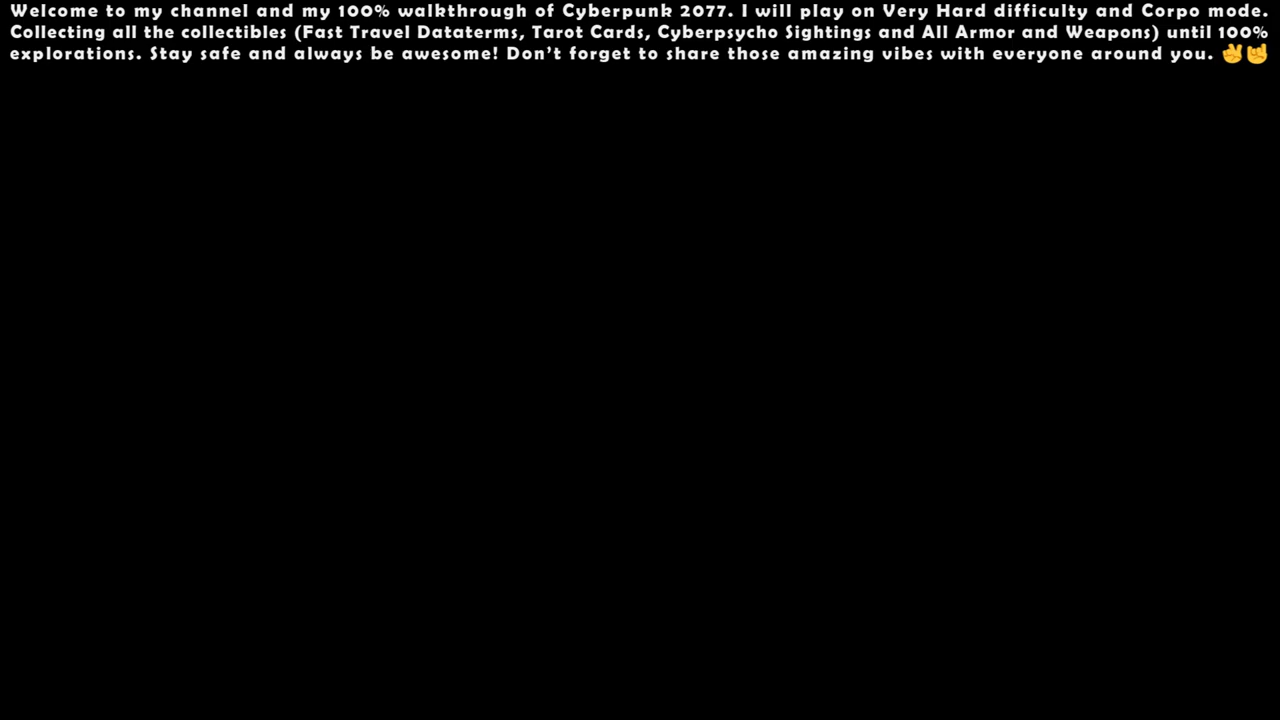 Welcome to my channel and my 100% walkthrough of Cyberpunk 2077. I will play on Very Hard difficulty and Corpo mode.
Collecting all the collectibles (Fast Travel Dataterms, Tarot Cards, Cyberpsycho Sightings and All Armor and Weapons) until 100%
explorations. Stay safe and always be awesome! Don’t forget to share those amazing vibes with everyone around you. ✌️🤘